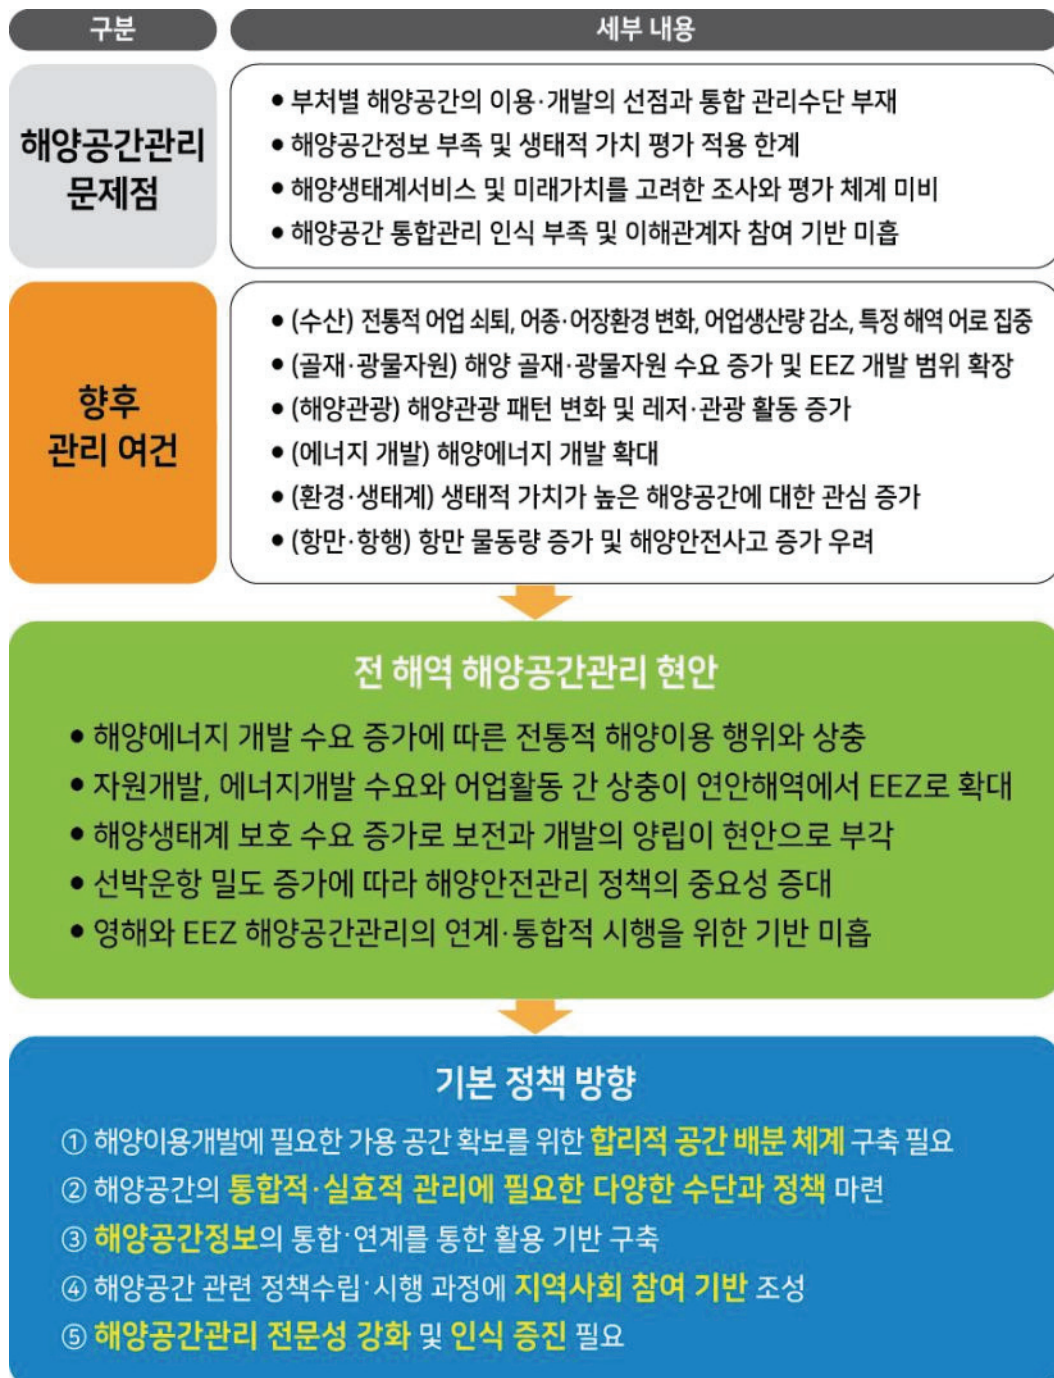 구분
세부 내용
해양공간관리
문제점
● 부처별 해양공간의 이용·개발의 선점과 통합 관리수단 부재
● 해양공간정보 부족 및 생태적 가치 평가 적용 한계
● 해양생태계서비스 및 미래가치를 고려한 조사와 평가 체계 미비
● 해양공간 통합관리 인식 부족 및 이해관계자 참여 기반 미흡
향후
관리 여건
● (수산) 전통적 어업 쇠퇴, 어종·어장환경 변화, 어업생산량 감소, 특정 해역 어로 집중
● (골재·광물자원) 해양 골재·광물자원 수요 증가 및 EEZ 개발 범위 확장
● (해양관광) 해양관광 패턴 변화 및 레저·관광 활동 증가
● (에너지 개발) 해양에너지 개발 확대
● (환경·생태계) 생태적 가치가 높은 해양공간에 대한 관심 증가
● (항만·항행) 항만 물동량 증가 및 해양안전사고 증가 우려
전 해역 해양공간관리 현안
● 해양에너지 개발 수요 증가에 따른 전통적 해양이용 행위와 상충
● 자원개발, 에너지개발 수요와 어업활동 간 상충이 연안해역에서 EEZ로 확대
● 해양생태계 보호 수요 증가로 보전과 개발의 양립이 현안으로 부각
● 선박운항 밀도 증가에 따라 해양안전관리 정책의 중요성 증대
● 영해와 EEZ 해양공간관리의 연계·통합적 시행을 위한 기반 미흡
기본 정책 방향
① 해양이용개발에 필요한 가용 공간 확보를 위한 합리적 공간 배분 체계 구축 필요
② 해양공간의 통합적·실효적 관리에 필요한 다양한 수단과 정책 마련
③ 해양공간정보의 통합·연계를 통한 활용 기반 구축
④ 해양공간 관련 정책수립·시행 과정에 지역사회 참여 기반 조성
⑤ 해양공간관리 전문성 강화 및 인식 증진 필요